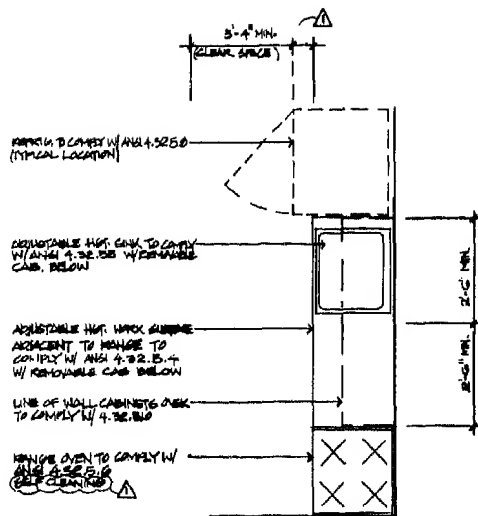 3'-4" MIN.
(CLEAR SPACE)
1
REFRIG. TO COMPLY W/ ANSI 4.32.5.8
(TYPICAL LOCATION)
ADJUSTABLE HGT. SINK TO COMPLY
W/ ANSI 4.32.5.5 W/ REMOVABLE
CAB. BELOW
ADJUSTABLE HGT. WORK SURFACE
ADJACENT TO RANGE TO
COMPLY W/ ANSI 4.32.5.4
W/ REMOVABLE CAB BELOW
LINE OF WALL CABINETS OVER
TO COMPLY W/ 4.32.5.10
RANGE OVEN TO COMPLY W/
ANSI 4.32.5.6
SELF CLEANING
1
2'-6" MIN.
2'-6" MIN.